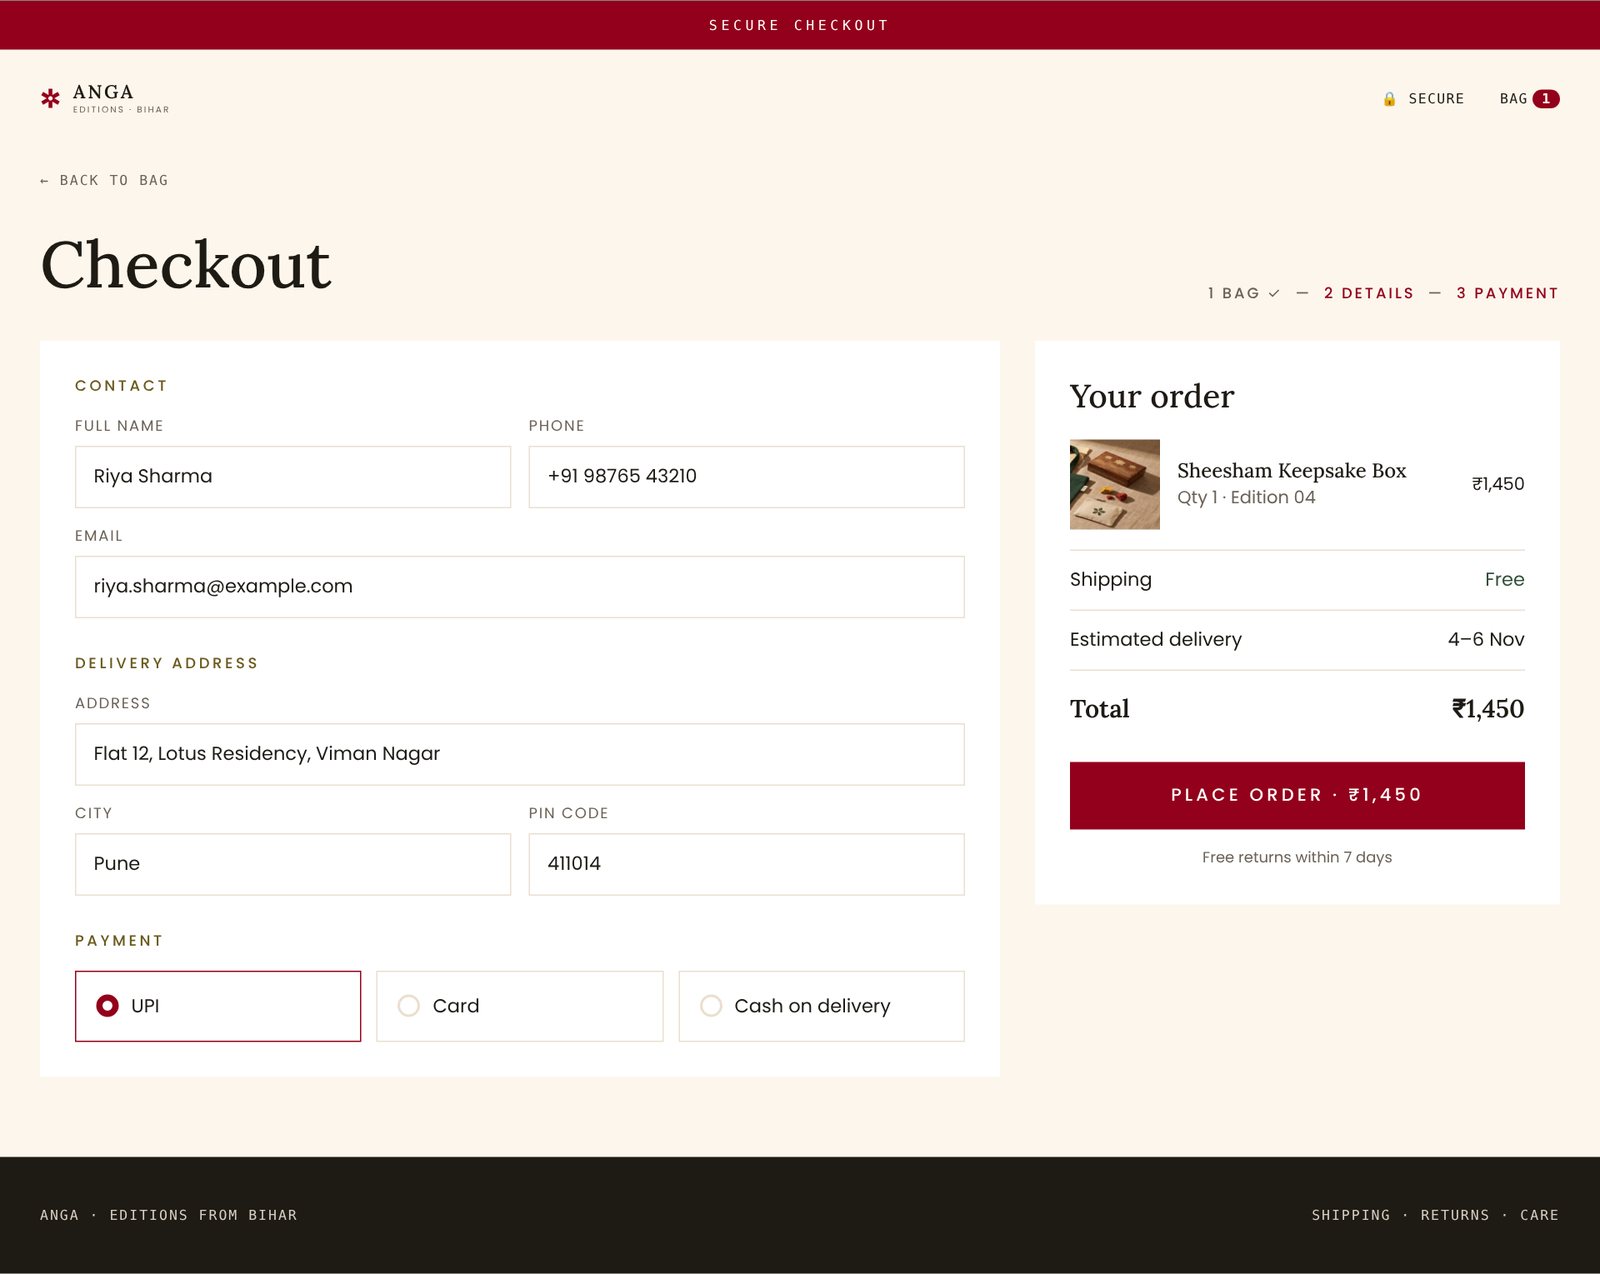 SECURE CHECKOUT
ANGA
EDITIONS · BIHAR
🔒 SECURE
BAG 1
← BACK TO BAG
Checkout
1 BAG ✓ — 2 DETAILS — 3 PAYMENT
CONTACT
FULL NAME
Riya Sharma
PHONE
+91 98765 43210
EMAIL
riya.sharma@example.com
DELIVERY ADDRESS
ADDRESS
Flat 12, Lotus Residency, Viman Nagar
CITY
Pune
PIN CODE
411014
PAYMENT
UPI
Card
Cash on delivery
Your order
Sheesham Keepsake Box
Qty 1 · Edition 04
₹1,450
Shipping Free
Estimated delivery 4–6 Nov
Total ₹1,450
PLACE ORDER · ₹1,450
Free returns within 7 days
ANGA · EDITIONS FROM BIHAR
SHIPPING · RETURNS · CARE